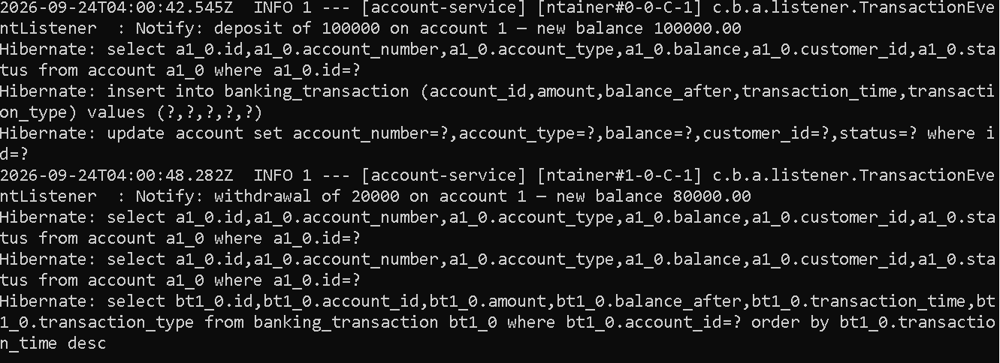 2026-09-24T04:00:42.545Z  INFO 1 --- [account-service] [ntainer#0-0-C-1] c.b.a.listener.TransactionEve
ntListener  : Notify: deposit of 100000 on account 1 — new balance 100000.00
Hibernate: select a1_0.id,a1_0.account_number,a1_0.account_type,a1_0.balance,a1_0.customer_id,a1_0.sta
tus from account a1_0 where a1_0.id=?
Hibernate: insert into banking_transaction (account_id,amount,balance_after,transaction_time,transacti
on_type) values (?,?,?,?,?)
Hibernate: update account set account_number=?,account_type=?,balance=?,customer_id=?,status=? where i
d=?
2026-09-24T04:00:48.282Z  INFO 1 --- [account-service] [ntainer#1-0-C-1] c.b.a.listener.TransactionEve
ntListener  : Notify: withdrawal of 20000 on account 1 — new balance 80000.00
Hibernate: select a1_0.id,a1_0.account_number,a1_0.account_type,a1_0.balance,a1_0.customer_id,a1_0.sta
tus from account a1_0 where a1_0.id=?
Hibernate: select a1_0.id,a1_0.account_number,a1_0.account_type,a1_0.balance,a1_0.customer_id,a1_0.sta
tus from account a1_0 where a1_0.id=?
Hibernate: select bt1_0.id,bt1_0.account_id,bt1_0.amount,bt1_0.balance_after,bt1_0.transaction_time,bt
1_0.transaction_type from banking_transaction bt1_0 where bt1_0.account_id=? order by bt1_0.transactio
n_time desc